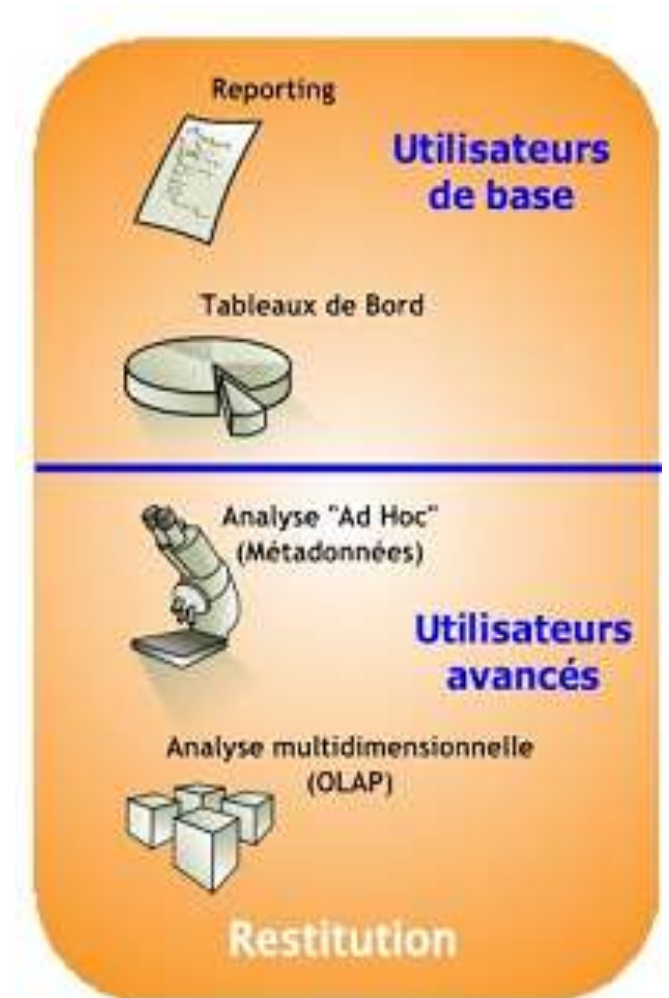 Reporting
Utilisateurs
de base
Tableaux de Bord
Analyse "Ad Hoc"
(Métadonnées)
Utilisateurs
avancés
Analyse multidimensionnelle
(OLAP)
Restitution